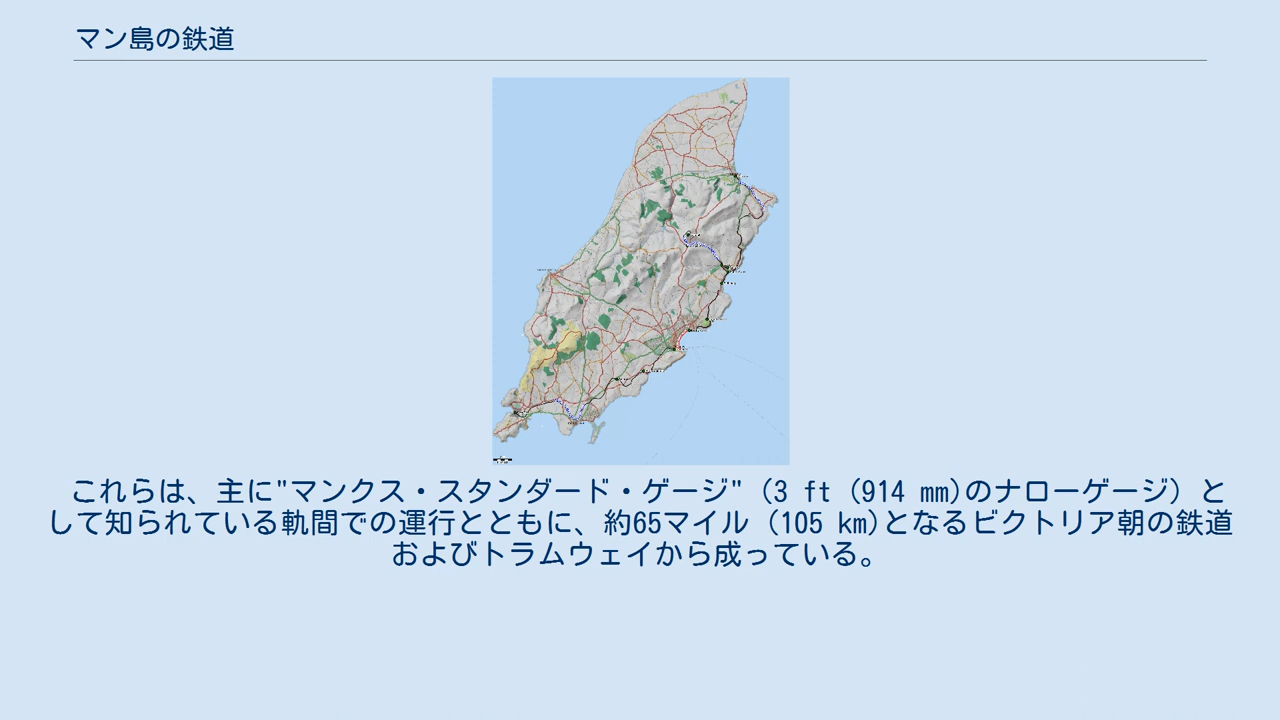 マン島の鉄道
これらは、主に"マンクス・スタンダード・ゲージ" (3 ft (914 mm)のナローゲージ）と
して知られている軌間での運行とともに、約65マイル (105 km)となるビクトリア朝の鉄道
およびトラムウェイから成っている。